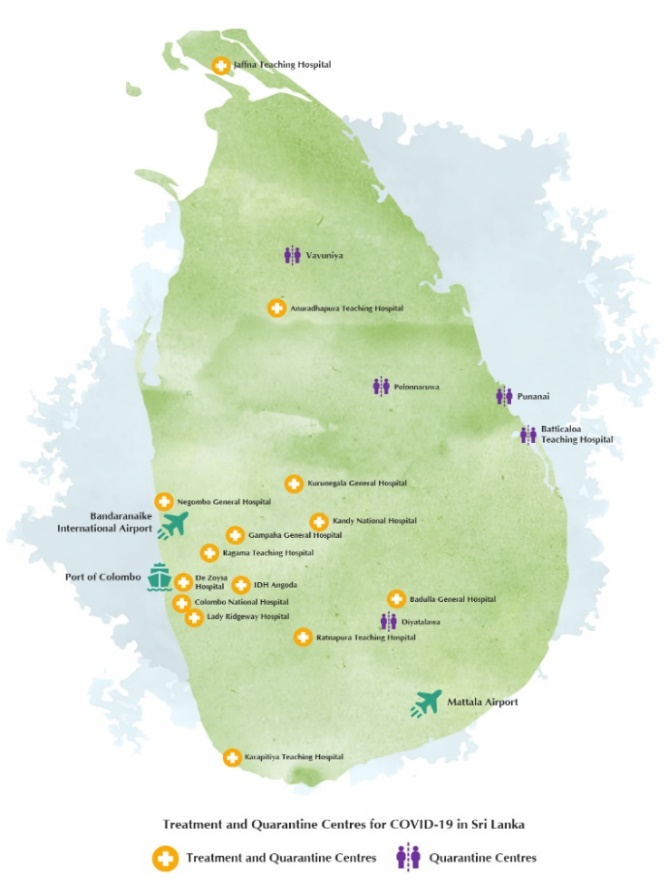 Jaffna Teaching Hospital
Vavuniya
Anuradhapura Teaching Hospital
Polonnaruwa
Punanai
Batticaloa
Teaching Hospital
Kurunegala General Hospital
Negombo General Hospital
Bandaranaike
International Airport
Kandy National Hospital
Gampaha General Hospital
Ragama Teaching Hospital
Port of Colombo
De Zoysa
Hospital
IDH Angoda
Colombo National Hospital
Badulla General Hospital
Lady Ridgeway Hospital
Diyatalawa
Ratnapura Teaching Hospital
Mattala Airport
Karapitiya Teaching Hospital
Treatment and Quarantine Centres for COVID-19 in Sri Lanka
Treatment and Quarantine Centres
Quarantine Centres